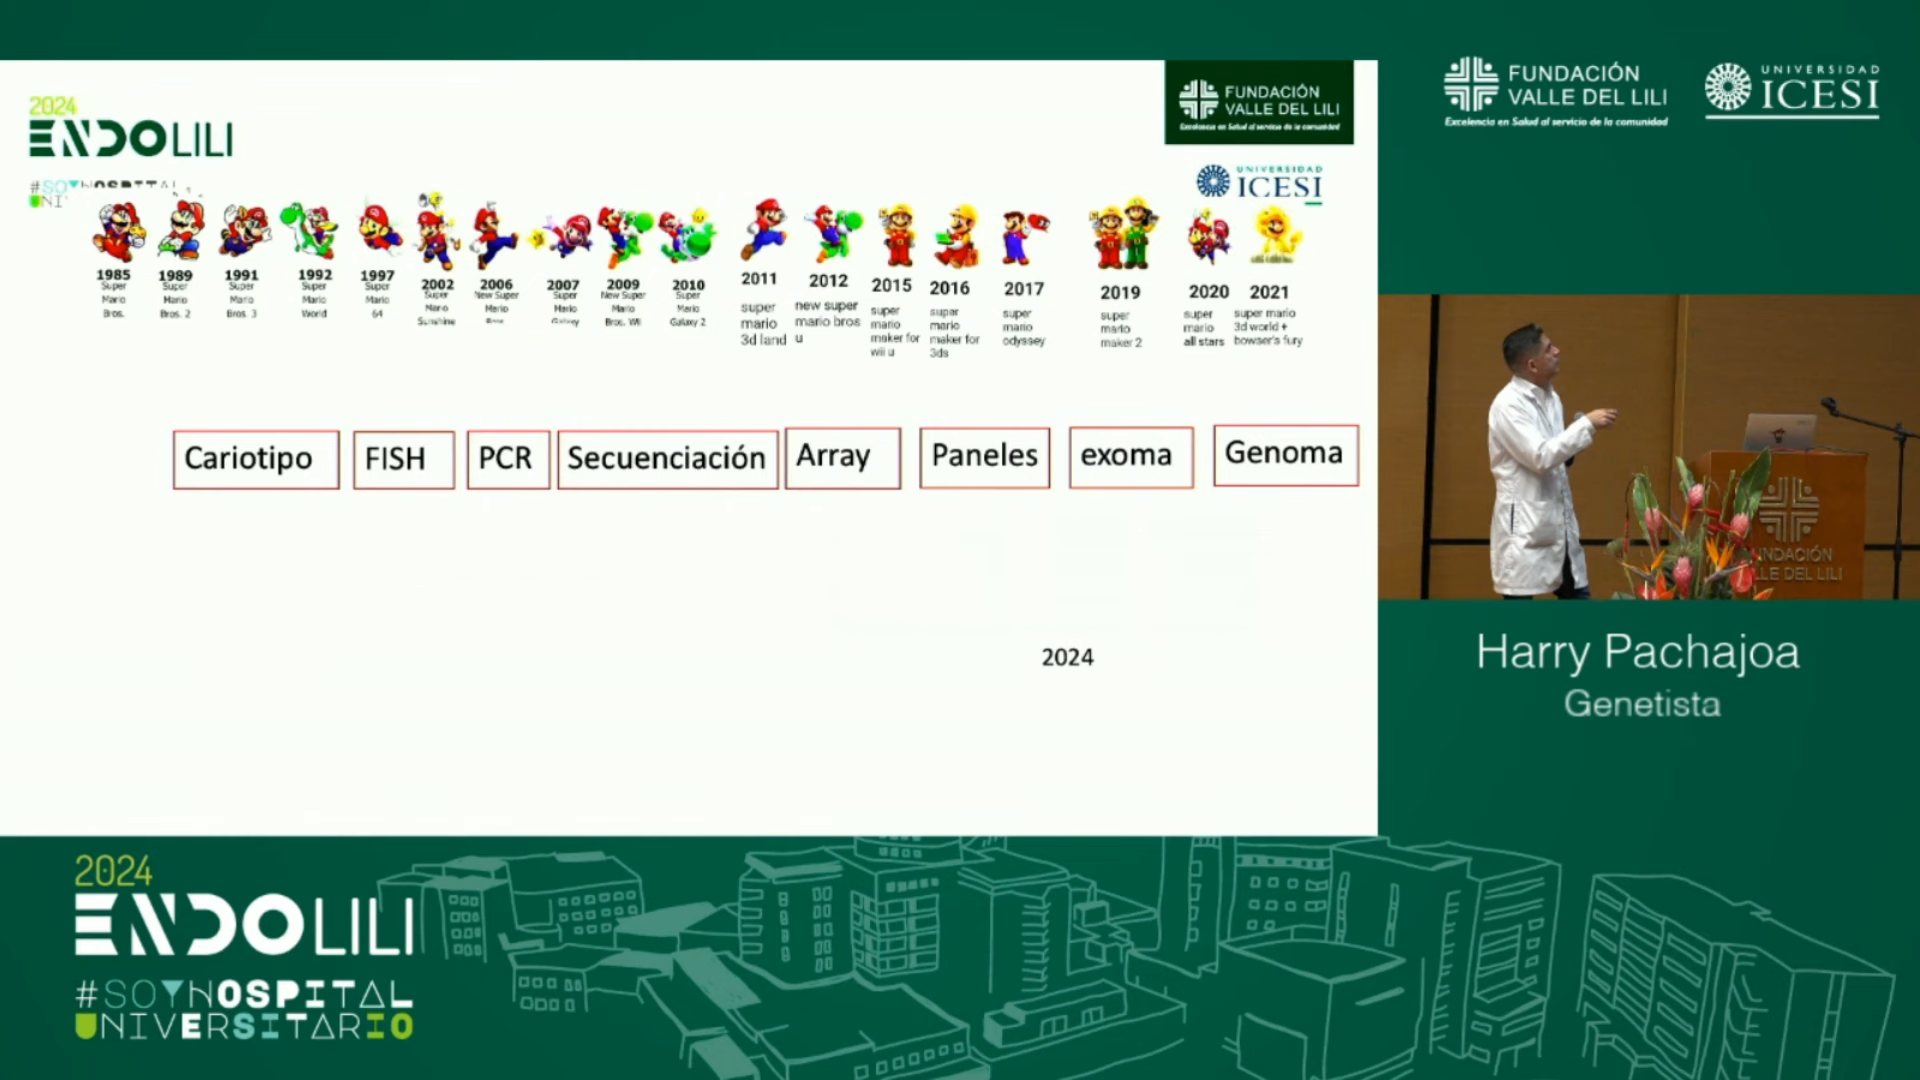 2024
ENDOLILI
FUNDACIÓN
VALLE DEL LILI
Excelencia en Salud al servicio de la comunidad
UNIVERSIDAD
ICESI
1985
Super
Mario
Bros.
1989
Super
Mario
Bros. 2
1991
Super
Mario
Bros. 3
1992
Super
Mario
World
1997
Super
Mario
64
2002
Super
Mario
Sunshine
2006
New Super
Mario
Bros.
2007
Super
Mario
Galaxy
2009
New Super
Mario
Bros. Wii
2010
Super
Mario
Galaxy 2
2011
super
mario
3d land
2012
new super
mario bros
u
2015
super
mario
maker for
wii u
2016
super
mario
maker for
3ds
2017
super
mario
odyssey
2019
super
mario
maker 2
2020
super
mario
all stars
2021
super mario
3d world +
bowser's fury
Cariotipo
FISH
PCR
Secuenciación
Array
Paneles
exoma
Genoma
2024
FUNDACIÓN
VALLE DEL LILI
Excelencia en Salud al servicio de la comunidad
UNIVERSIDAD
ICESI
NDACIÓN
LLE DEL LILI
Harry Pachajoa
Genetista
2024
ENDOLILI
#SOYHOSPITAL
UNIVERSITARIO